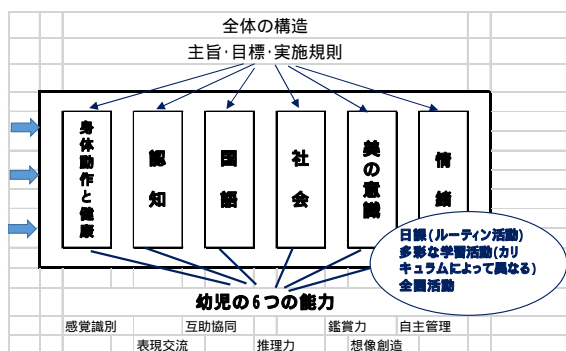 全体の構造
主旨･目標･実施規則
身体動作と健康
認知
国語
社会
美の意識
情緒
日課(ルーティン活動)
多彩な学習活動(カリ
キュラムによって異なる)
全園活動
幼児の6つの能力
感覚識別
互助協同
鑑賞力
自主管理
表現交流
推理力
想像創造